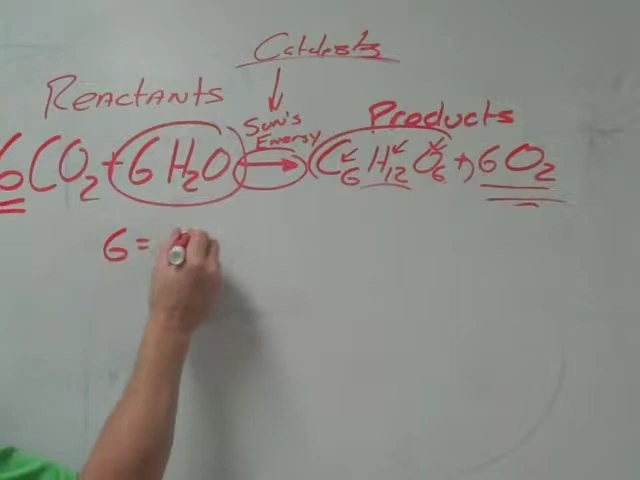 Catalysts
Reactants
Sun's
Energy
Products
6CO2 + 6H2O → C6H12O6 + 6O2
6 =